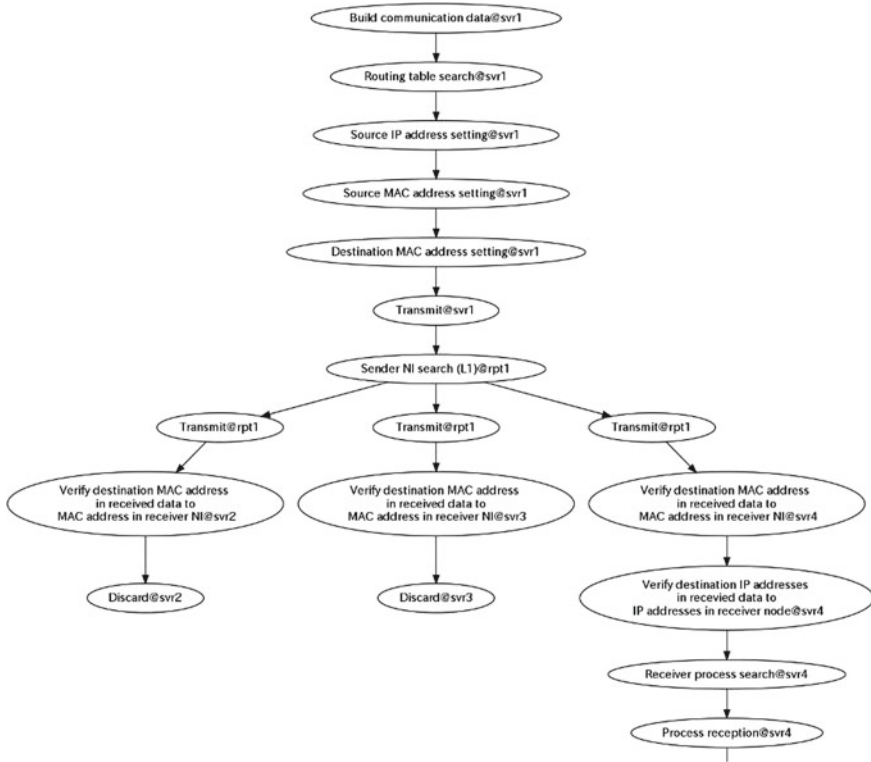 Build communication data@svr1
Routing table search@svr1
Source IP address setting@svr1
Source MAC address setting@svr1
Destination MAC address setting@svr1
Transmit@svr1
Sender NI search (L1)@rpt1
Transmit@rpt1
Transmit@rpt1
Transmit@rpt1
Verify destination MAC address
in received data to
MAC address in receiver NI@svr2
Verify destination MAC address
in received data to
MAC address in receiver NI@svr3
Verify destination MAC address
in received data to
MAC address in receiver NI@svr4
Discard@svr2
Discard@svr3
Verify destination IP addresses
in recevied data to
IP addresses in receiver node@svr4
Receiver process search@svr4
Process reception@svr4